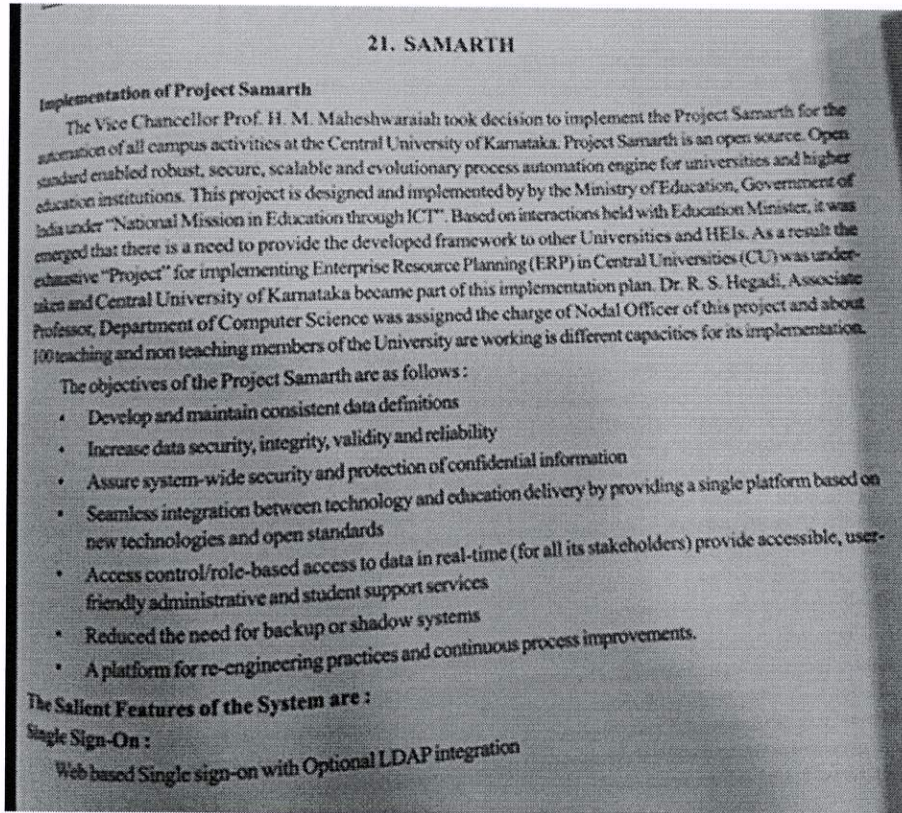 21. SAMARTH
Implementation of Project Samarth
The Vice Chancellor Prof. H. M. Maheshwaraiah took decision to implement the Project Samarth for the
automation of all campus activities at the Central University of Karnataka. Project Samarth is an open source. Open
standard enabled robust, secure, scalable and evolutionary process automation engine for universities and higher
education institutions. This project is designed and implemented by by the Ministry of Education, Government of
India under "National Mission in Education through ICT". Based on interactions held with Education Minister, it was
emerged that there is a need to provide the developed framework to other Universities and HEIs. As a result the
exhaustive "Project" for implementing Enterprise Resource Planning (ERP) in Central Universities (CU) was under-
taken and Central University of Karnataka became part of this implementation plan. Dr. R. S. Hegadi, Associate
Professor, Department of Computer Science was assigned the charge of Nodal Officer of this project and about
100 teaching and non teaching members of the University are working is different capacities for its implementation.
The objectives of the Project Samarth are as follows :
• Develop and maintain consistent data definitions
• Increase data security, integrity, validity and reliability
• Assure system-wide security and protection of confidential information
• Seamless integration between technology and education delivery by providing a single platform based on
new technologies and open standards
• Access control/role-based access to data in real-time (for all its stakeholders) provide accessible, user-
friendly administrative and student support services
• Reduced the need for backup or shadow systems
• A platform for re-engineering practices and continuous process improvements.
The Salient Features of the System are :
Single Sign-On :
Web based Single sign-on with Optional LDAP integration